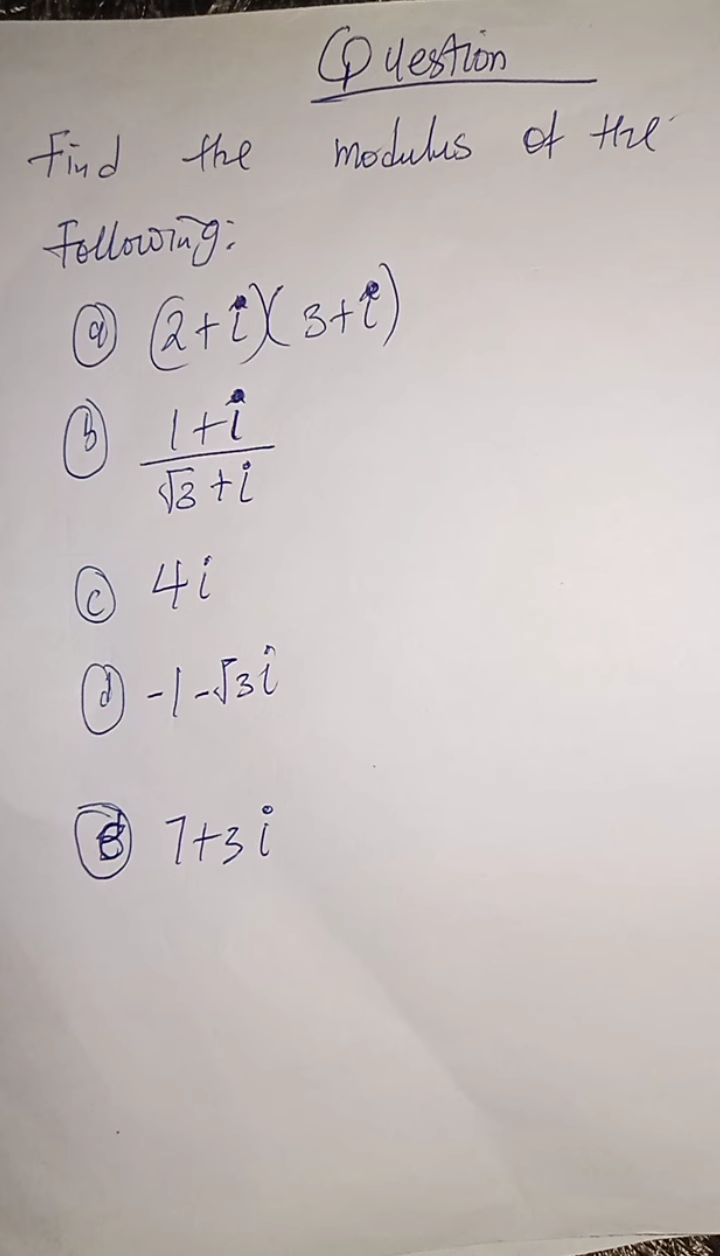 Question
Find the modulus of the
Following:
(a) (2+i)(3+i)
(b) 1+i
√3+i
(c) 4i
(d) -1-√3i
(e) 7+3i